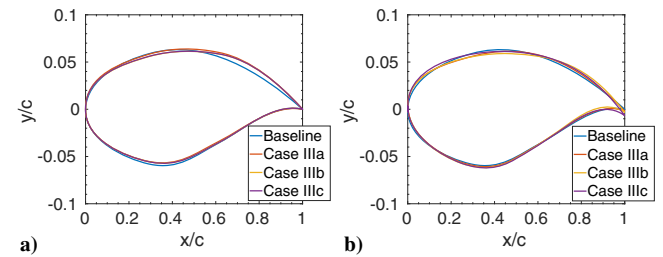 0.1
0.05
0
-0.05
-0.1
y/c
0 0.2 0.4 0.6 0.8 1
x/c
Baseline
Case IIIa
Case IIIb
Case IIIc
a)
0.1
0.05
0
-0.05
-0.1
y/c
0 0.2 0.4 0.6 0.8 1
x/c
Baseline
Case IIIa
Case IIIb
Case IIIc
b)